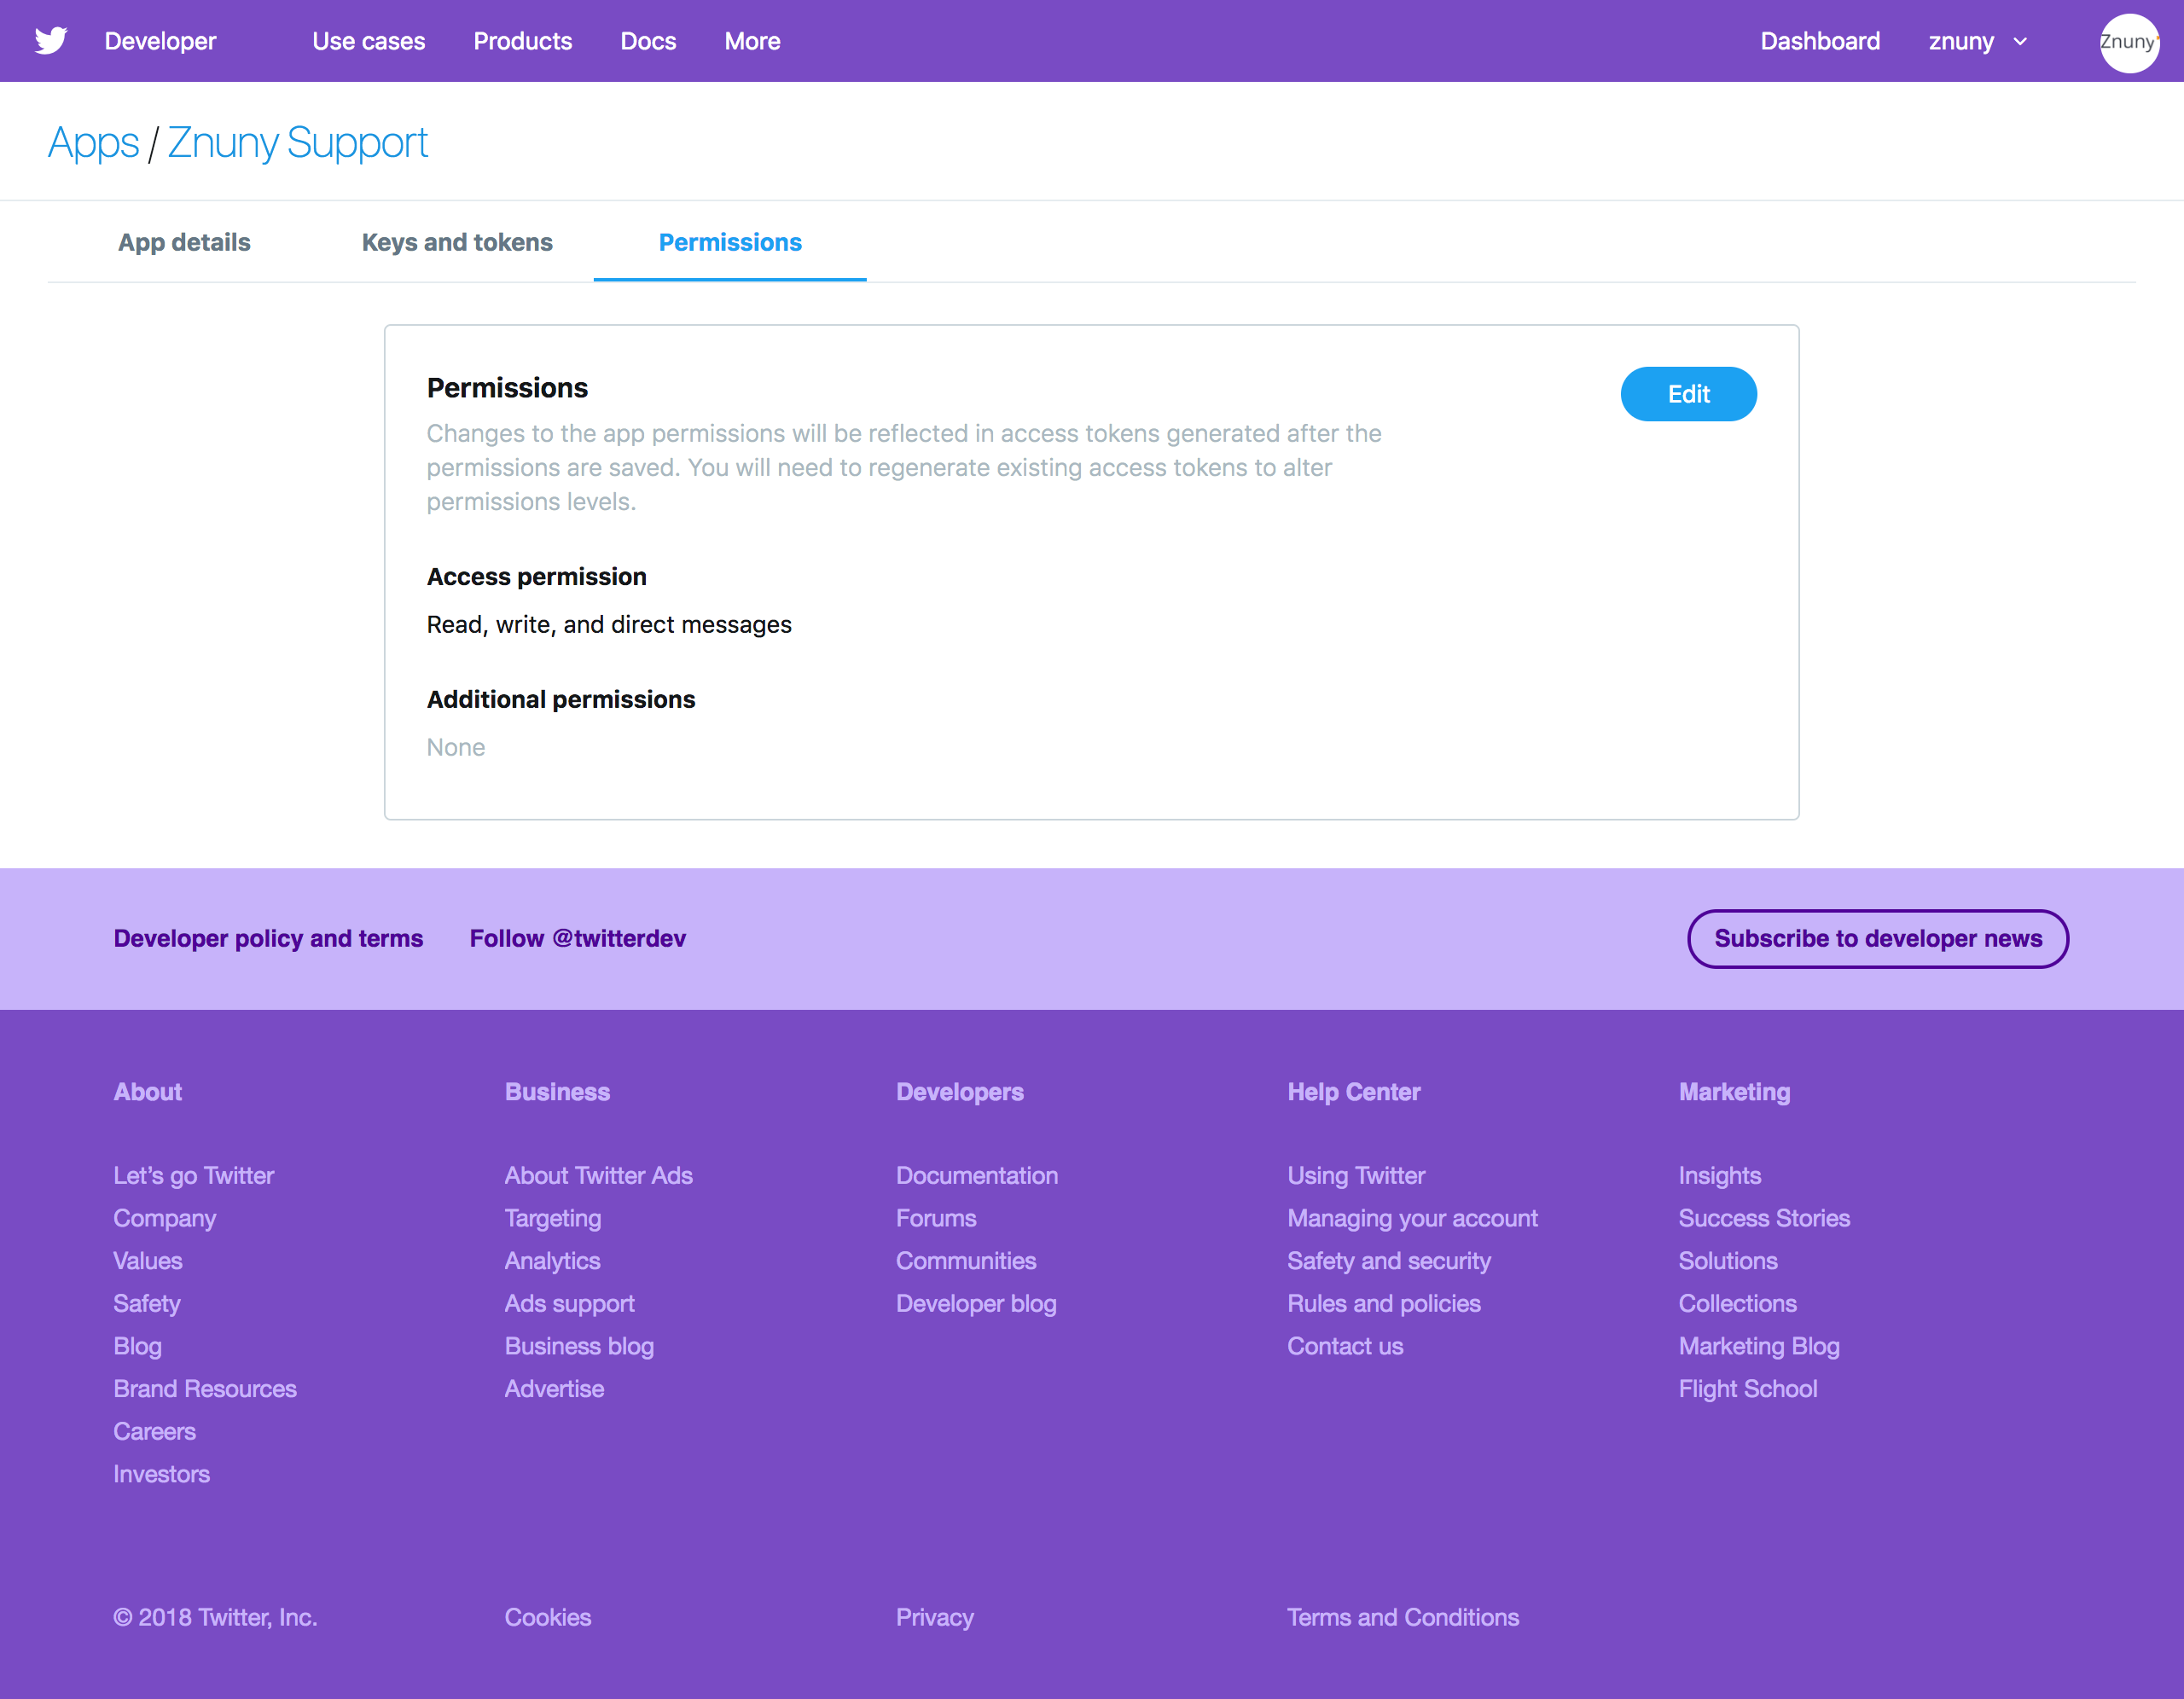 Developer Use cases Products Docs More Dashboard znuny Znuny
Apps / Znuny Support
App details Keys and tokens Permissions
Permissions Edit
Changes to the app permissions will be reflected in access tokens generated after the
permissions are saved. You will need to regenerate existing access tokens to alter
permissions levels.
Access permission
Read, write, and direct messages
Additional permissions
None
Developer policy and terms Follow @twitterdev Subscribe to developer news
About
Let’s go Twitter
Company
Values
Safety
Blog
Brand Resources
Careers
Investors
Business
About Twitter Ads
Targeting
Analytics
Ads support
Business blog
Advertise
Developers
Documentation
Forums
Communities
Developer blog
Help Center
Using Twitter
Managing your account
Safety and security
Rules and policies
Contact us
Marketing
Insights
Success Stories
Solutions
Collections
Marketing Blog
Flight School
© 2018 Twitter, Inc. Cookies Privacy Terms and Conditions